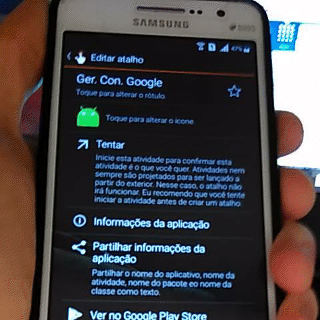 SAMSUNG
DUOS
47%
Editar atalho
Ger. Con. Google
Toque para alterar o rótulo
Toque para alterar o ícone
Tentar
Inicie esta atividade para confirmar esta
atividade é o que você quer. Atividades nem
sempre são projetados para ser lançado a
partir do exterior. Nesse caso, o atalho não
irá funcionar. Eu recomendo que você tente
iniciar a atividade antes de criar um atalho
Informações da aplicação
Partilhar informações da
aplicação
Partilhar o nome do aplicativo, nome da
atividade, nome do pacote eo nome da
classe como texto.
Ver no Google Play Store